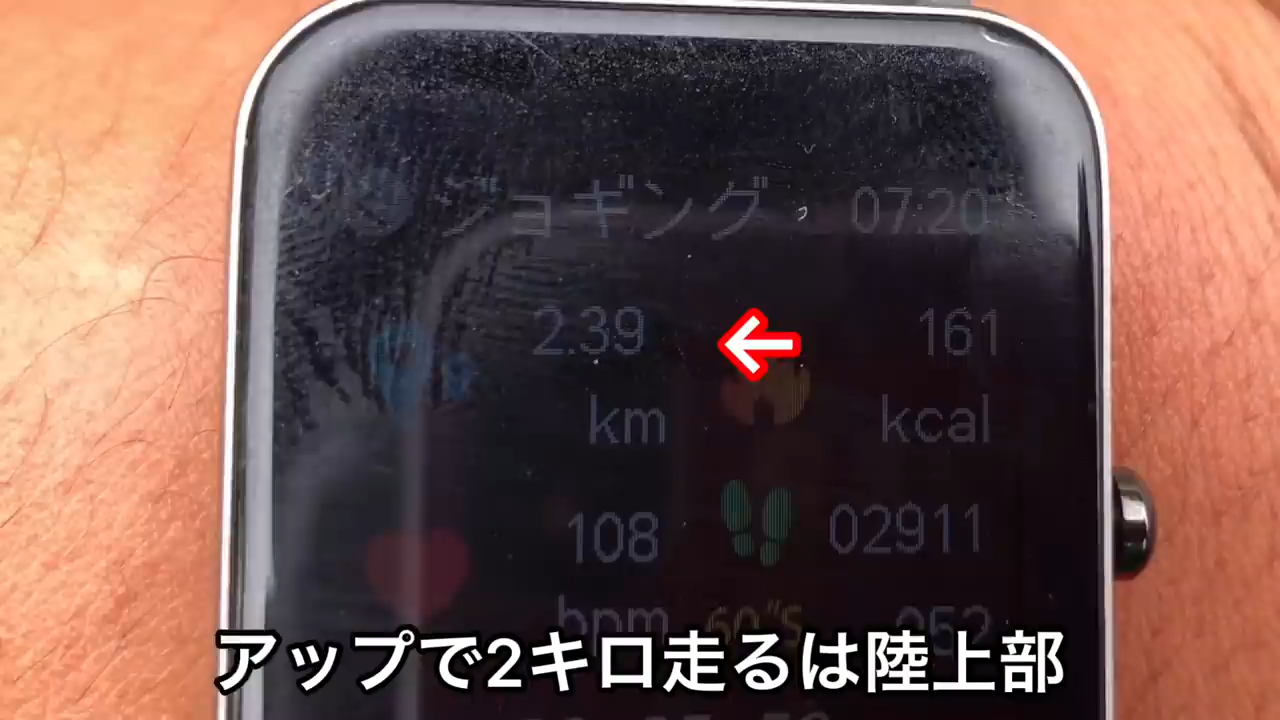 ジョギング 07:20
2.39 161
km kcal
108 02911
bpm 60"S 052
アップで2キロ走るは陸上部